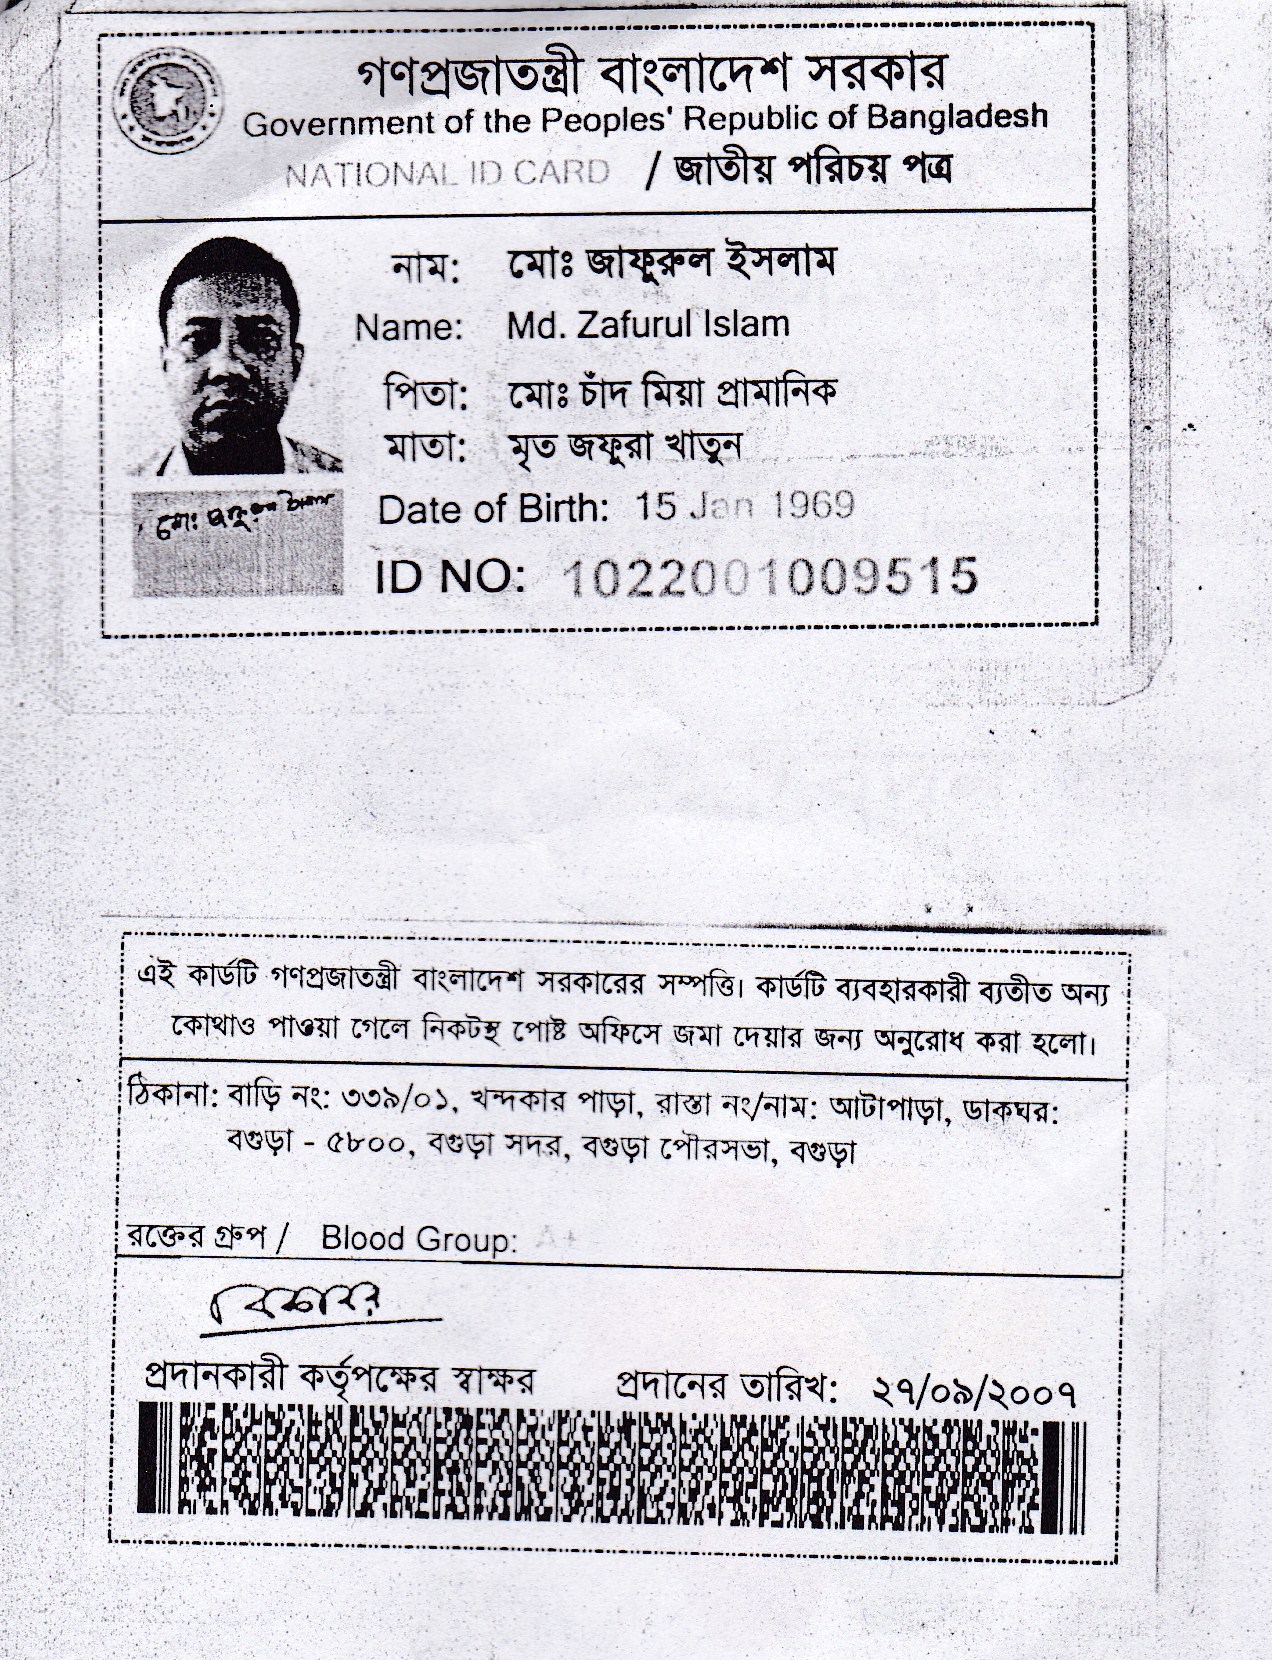 গণপ্রজাতন্ত্রী বাংলাদেশ সরকার
Government of the Peoples' Republic of Bangladesh
NATIONAL ID CARD / জাতীয় পরিচয় পত্র
নাম: মোঃ জাফুরুল ইসলাম
Name: Md. Zafurul Islam
পিতা: মোঃ চাঁদ মিয়া প্রামানিক
মাতা: মৃত জফুরা খাতুন
Date of Birth: 15 Jan 1969
ID NO: 1022001009515
এই কার্ডটি গণপ্রজাতন্ত্রী বাংলাদেশ সরকারের সম্পত্তি। কার্ডটি ব্যবহারকারী ব্যতীত অন্য
কোথাও পাওয়া গেলে নিকটস্থ পোষ্ট অফিসে জমা দেয়ার জন্য অনুরোধ করা হলো।
ঠিকানা: বাড়ি নং: ৩৩৯/০১, খন্দকার পাড়া, রাস্তা নং/নাম: আটাপাড়া, ডাকঘর:
বগুড়া - ৫৮০০, বগুড়া সদর, বগুড়া পৌরসভা, বগুড়া
রক্তের গ্রুপ / Blood Group: A+
প্রদানকারী কর্তৃপক্ষের স্বাক্ষর প্রদানের তারিখ: ২৭/০৯/২০০৭